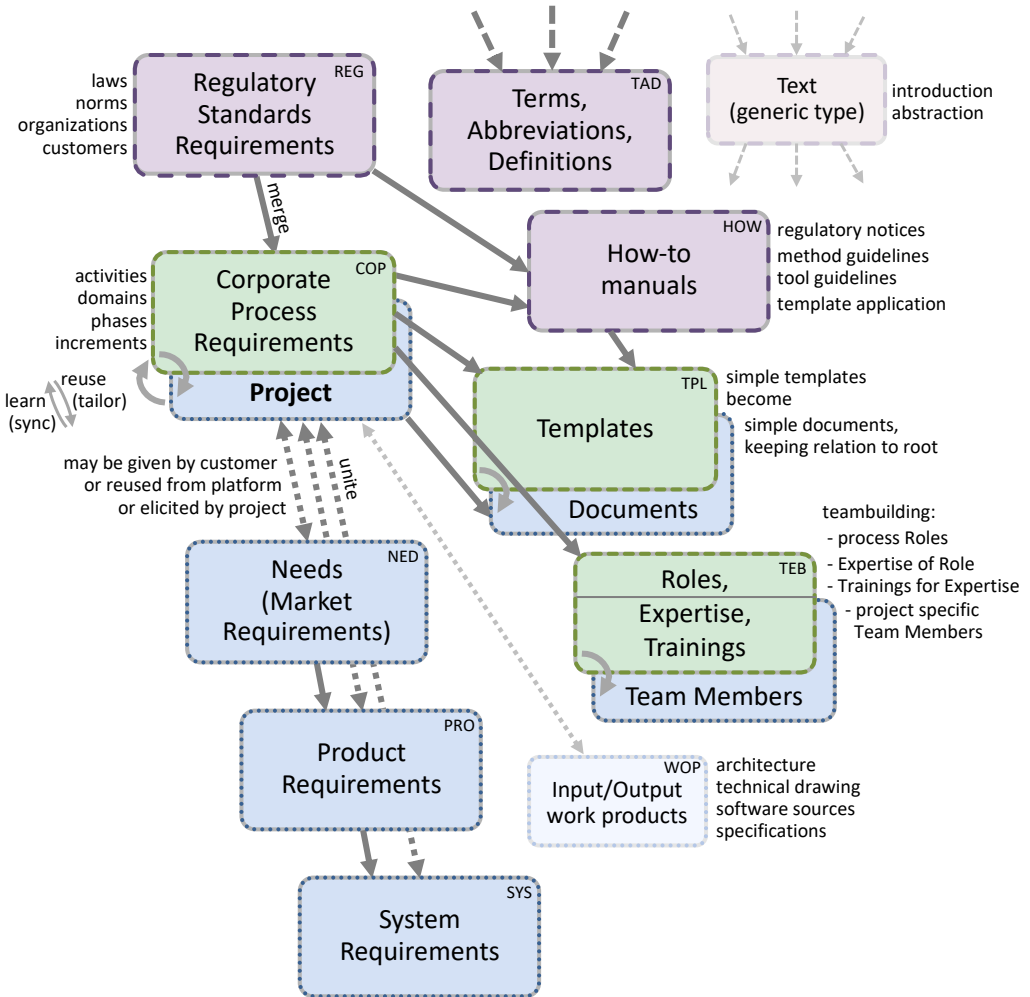 laws
norms
organizations
customers
REG
Regulatory
Standards
Requirements
TAD
Terms,
Abbreviations,
Definitions
Text
(generic type)
introduction
abstraction
merge
HOW
How-to
manuals
regulatory notices
method guidelines
tool guidelines
template application
activities
domains
phases
increments
COP
Corporate
Process
Requirements
Project
reuse
(tailor)
learn
(sync)
TPL
Templates
Documents
simple templates
become
simple documents,
keeping relation to root
may be given by customer
or reused from platform
or elicited by project
unite
NED
Needs
(Market
Requirements)
TEB
Roles,
Expertise,
Trainings
Team Members
teambuilding:
- process Roles
- Expertise of Role
- Trainings for Expertise
- project specific
Team Members
PRO
Product
Requirements
WOP
Input/Output
work products
architecture
technical drawing
software sources
specifications
SYS
System
Requirements